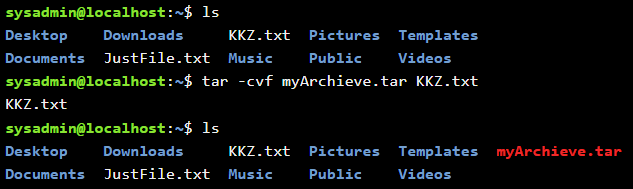 sysadmin@localhost:~$ ls
Desktop Downloads KKZ.txt Pictures Templates
Documents JustFile.txt Music Public Videos
sysadmin@localhost:~$ tar -cvf myArchieve.tar KKZ.txt
KKZ.txt
sysadmin@localhost:~$ ls
Desktop Downloads KKZ.txt Pictures Templates myArchieve.tar
Documents JustFile.txt Music Public Videos